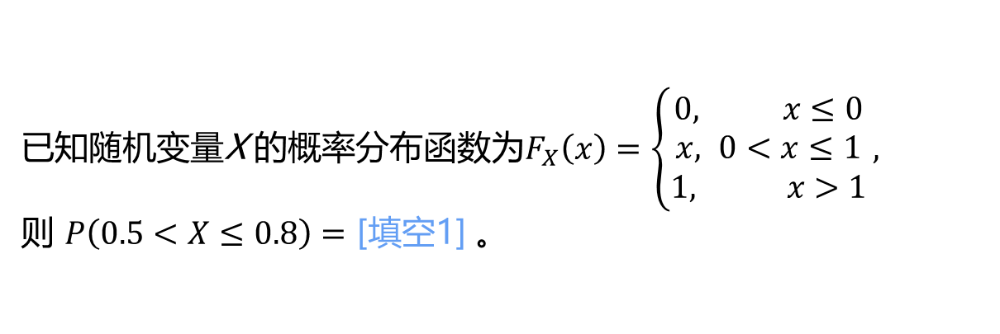 已知随机变量X的概率分布函数为F_X(x) = { 0, x ≤ 0
x, 0 < x ≤ 1 ,
1, x > 1
则 P(0.5 < X ≤ 0.8) = [填空1] 。